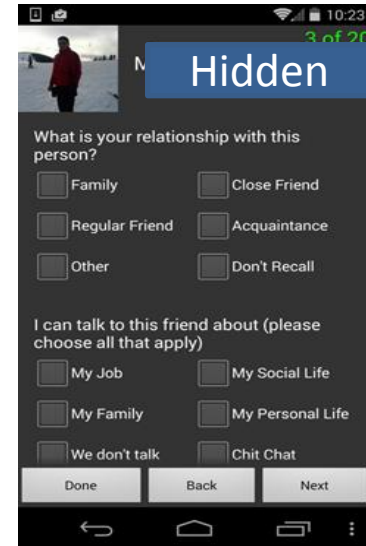 10:23
3 of 20
M
Hidden
What is your relationship with this
person?
Family
Close Friend
Regular Friend
Acquaintance
Other
Don't Recall
I can talk to this friend about (please
choose all that apply)
My Job
My Social Life
My Family
My Personal Life
We don't talk
Chit Chat
Done
Back
Next